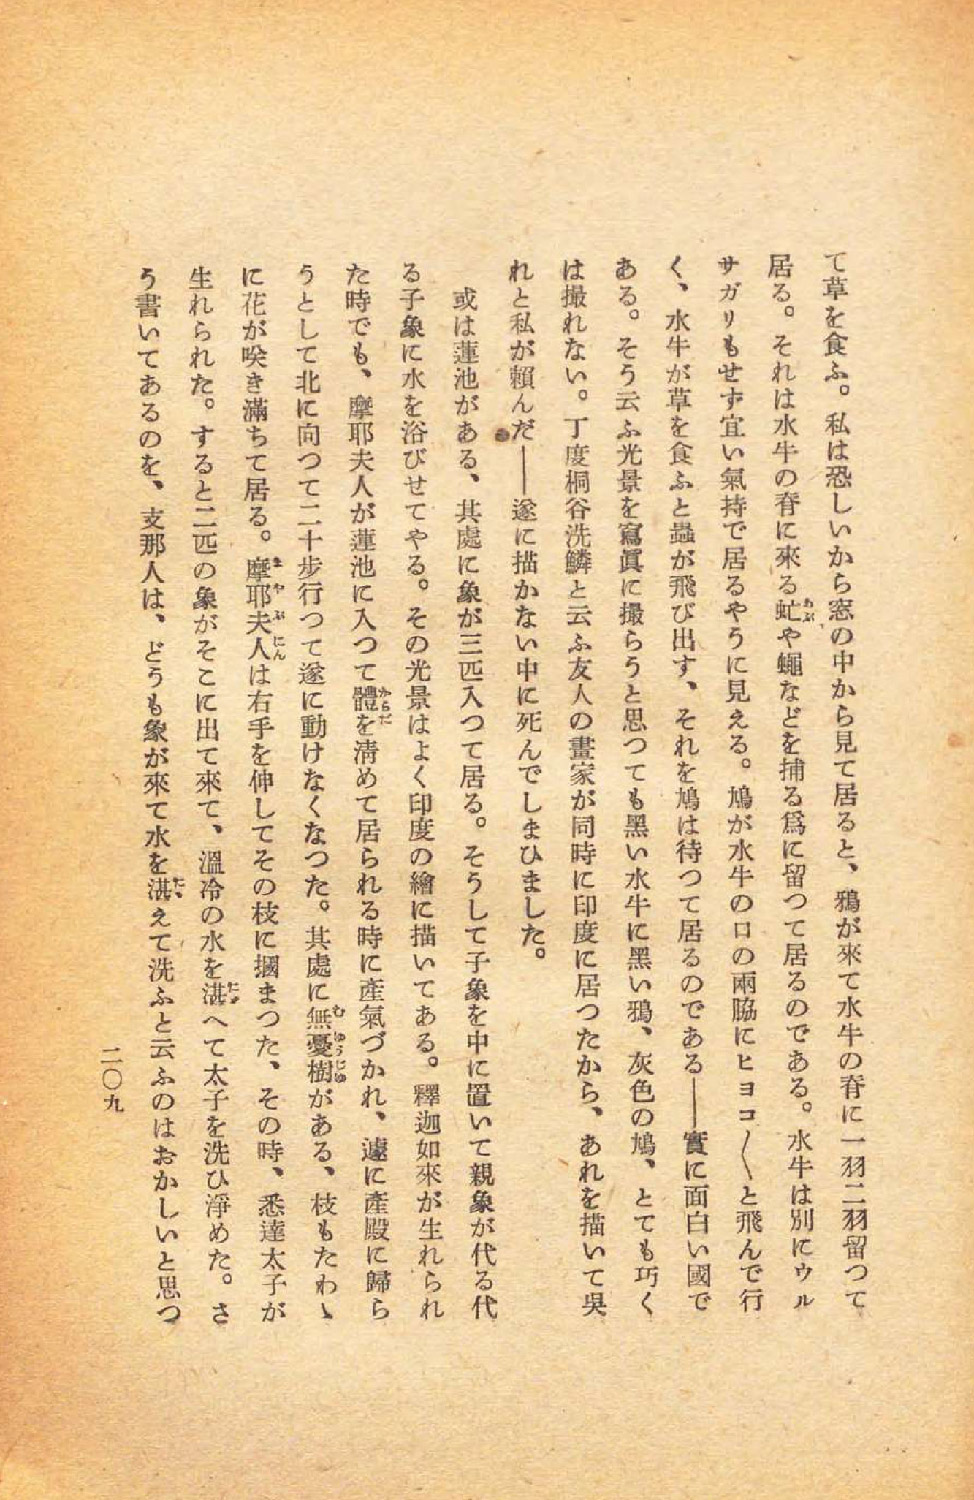 て草を食ふ。私は恐しいから窓の中から見て居ると、鴉が來て水牛の脊に一羽二羽留つて
居る。それは水牛の脊に來る虻や蠅などを捕る爲に留つて居るのである。水牛は別にウル
サガリもせず宜い氣持で居るやうに見える。鳩が水牛の口の兩脇にヒヨコ〱と飛んで行
く、水牛が草を食ふと蟲が飛び出す、それを鳩は待つて居るのである――實に面白い國で
ある。そう云ふ光景を寫眞に撮らうと思つても黑い水牛に黑い鴉、灰色の鳩、とても巧く
は撮れない。丁度桐谷洗鱗と云ふ友人の畫家が同時に印度に居つたから、あれを描いて吳
れと私が賴んだ――遂に描かない中に死んでしまひました。
或は蓮池がある、其處に象が三匹入つて居る。そうして子象を中に置いて親象が代る代
る子象に水を浴びせてやる。その光景はよく印度の繪に描いてある。釋迦如來が生れられ
た時でも、摩耶夫人が蓮池に入つて體を淸めて居られる時に產氣づかれ、遽に產殿に歸ら
うとして北に向つて二十步行つて遂に動けなくなつた。其處に無憂樹がある、枝もたわゝ
に花が咲き滿ちて居る。摩耶夫人は右手を伸してその枝に摑まつた、その時、悉達太子が
生れられた。すると二匹の象がそこに出て來て、溫冷の水を湛へて太子を洗ひ淨めた。さ
う書いてあるのを、支那人は、どうも象が來て水を湛えて洗ふと云ふのはおかしいと思つ
二〇九